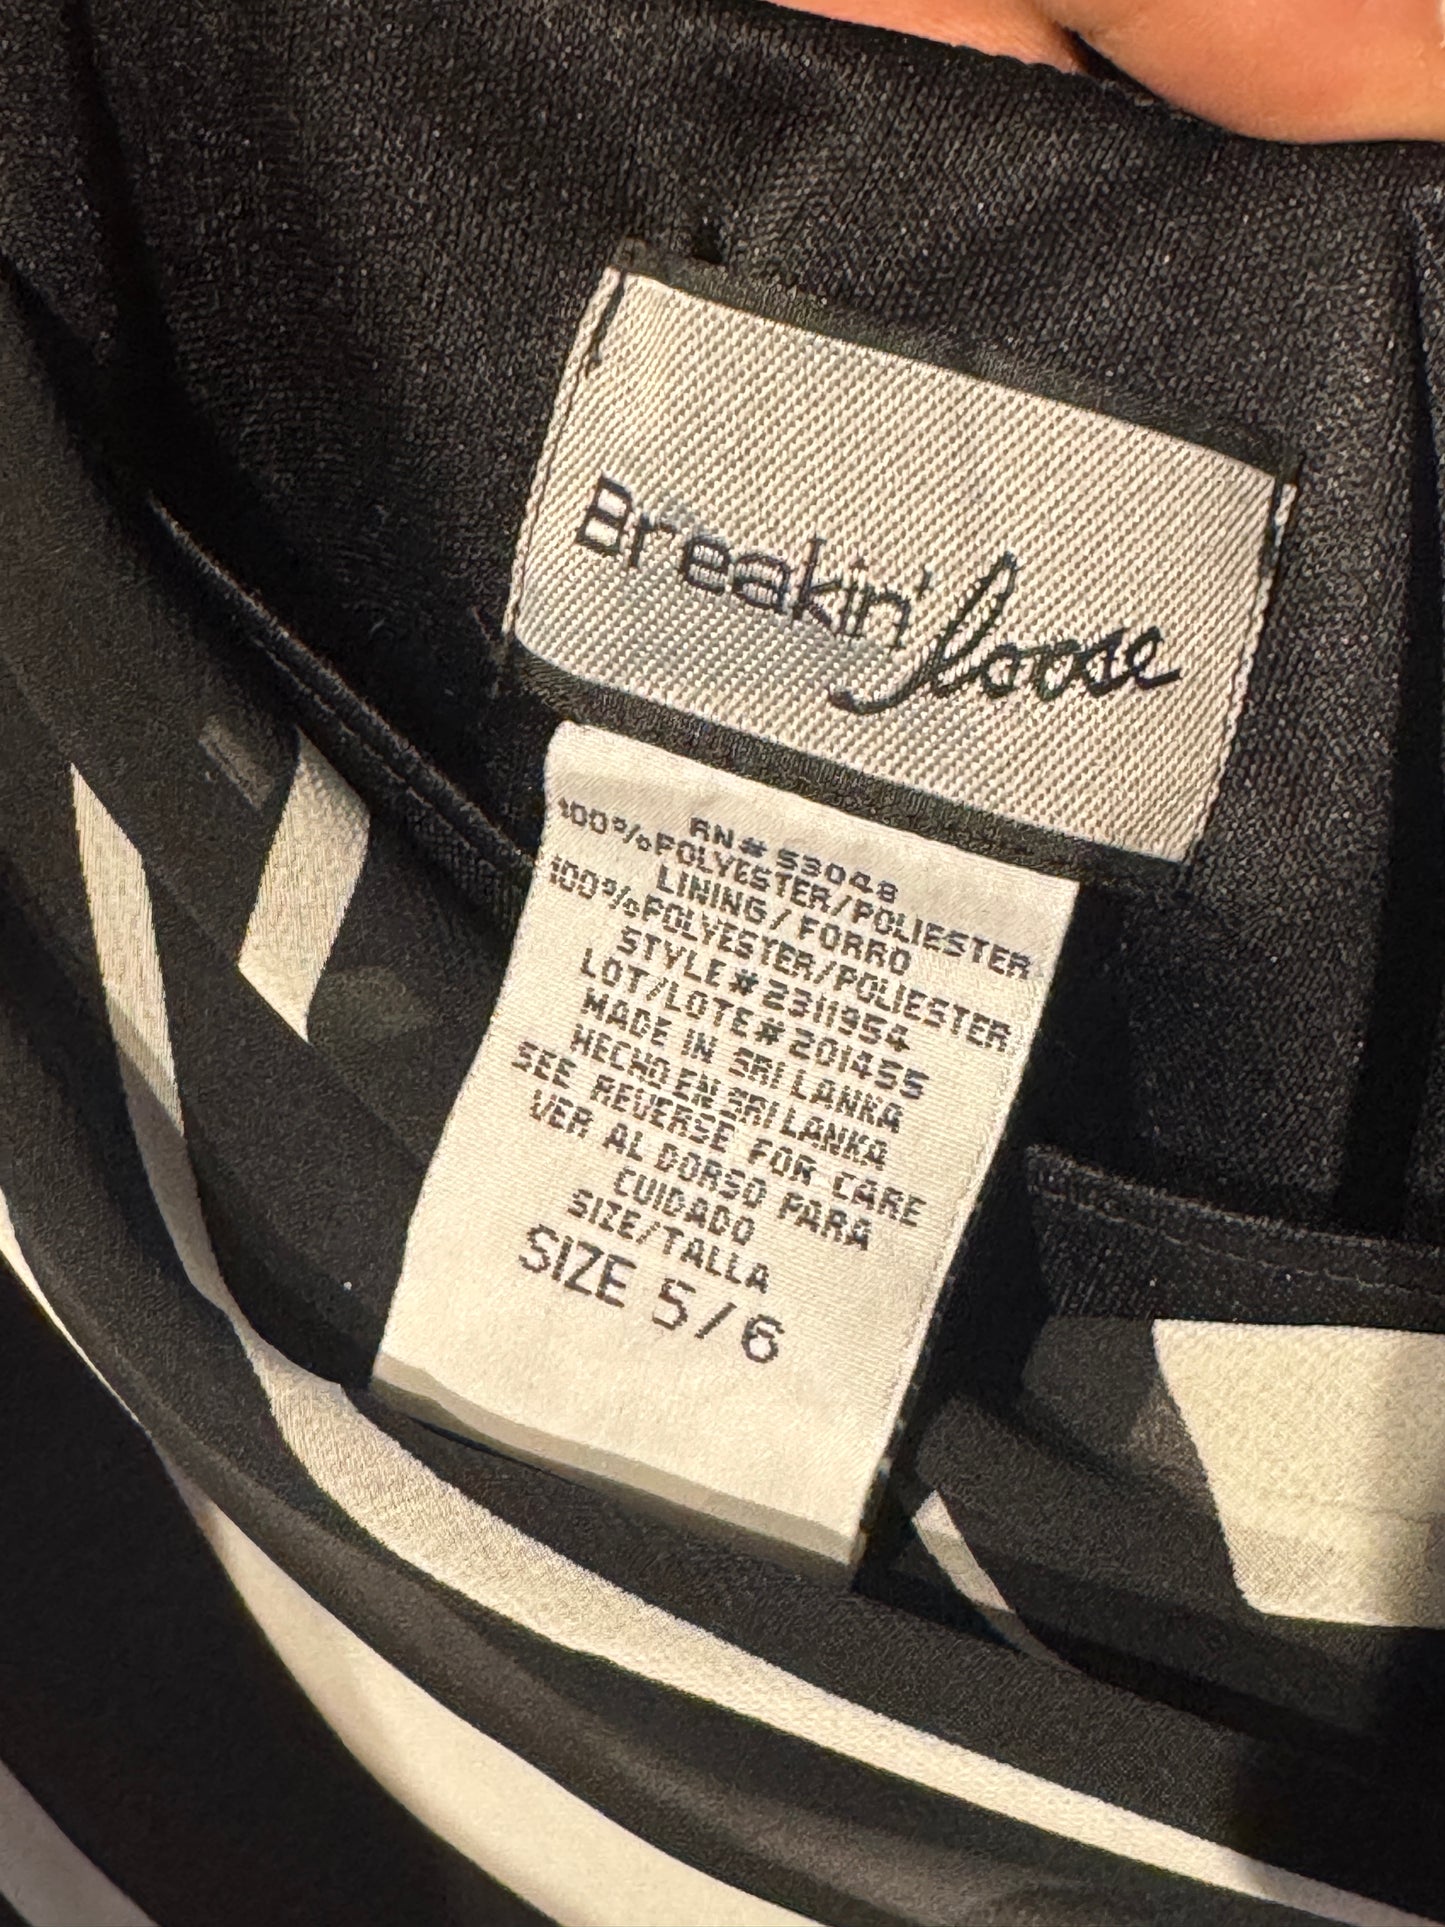 Breakin' loose
RN# 53048
100%POLYESTER/POLIESTER
LINING/FORRO
100%POLYESTER/POLIESTER
STYLE# 2311954
LOT/LOTE# 201455
MADE IN SRI LANKA
HECHO EN SRI LANKA
SEE REVERSE FOR CARE
VER AL DORSO PARA
CUIDADO
SIZE/TALLA
SIZE 5/6